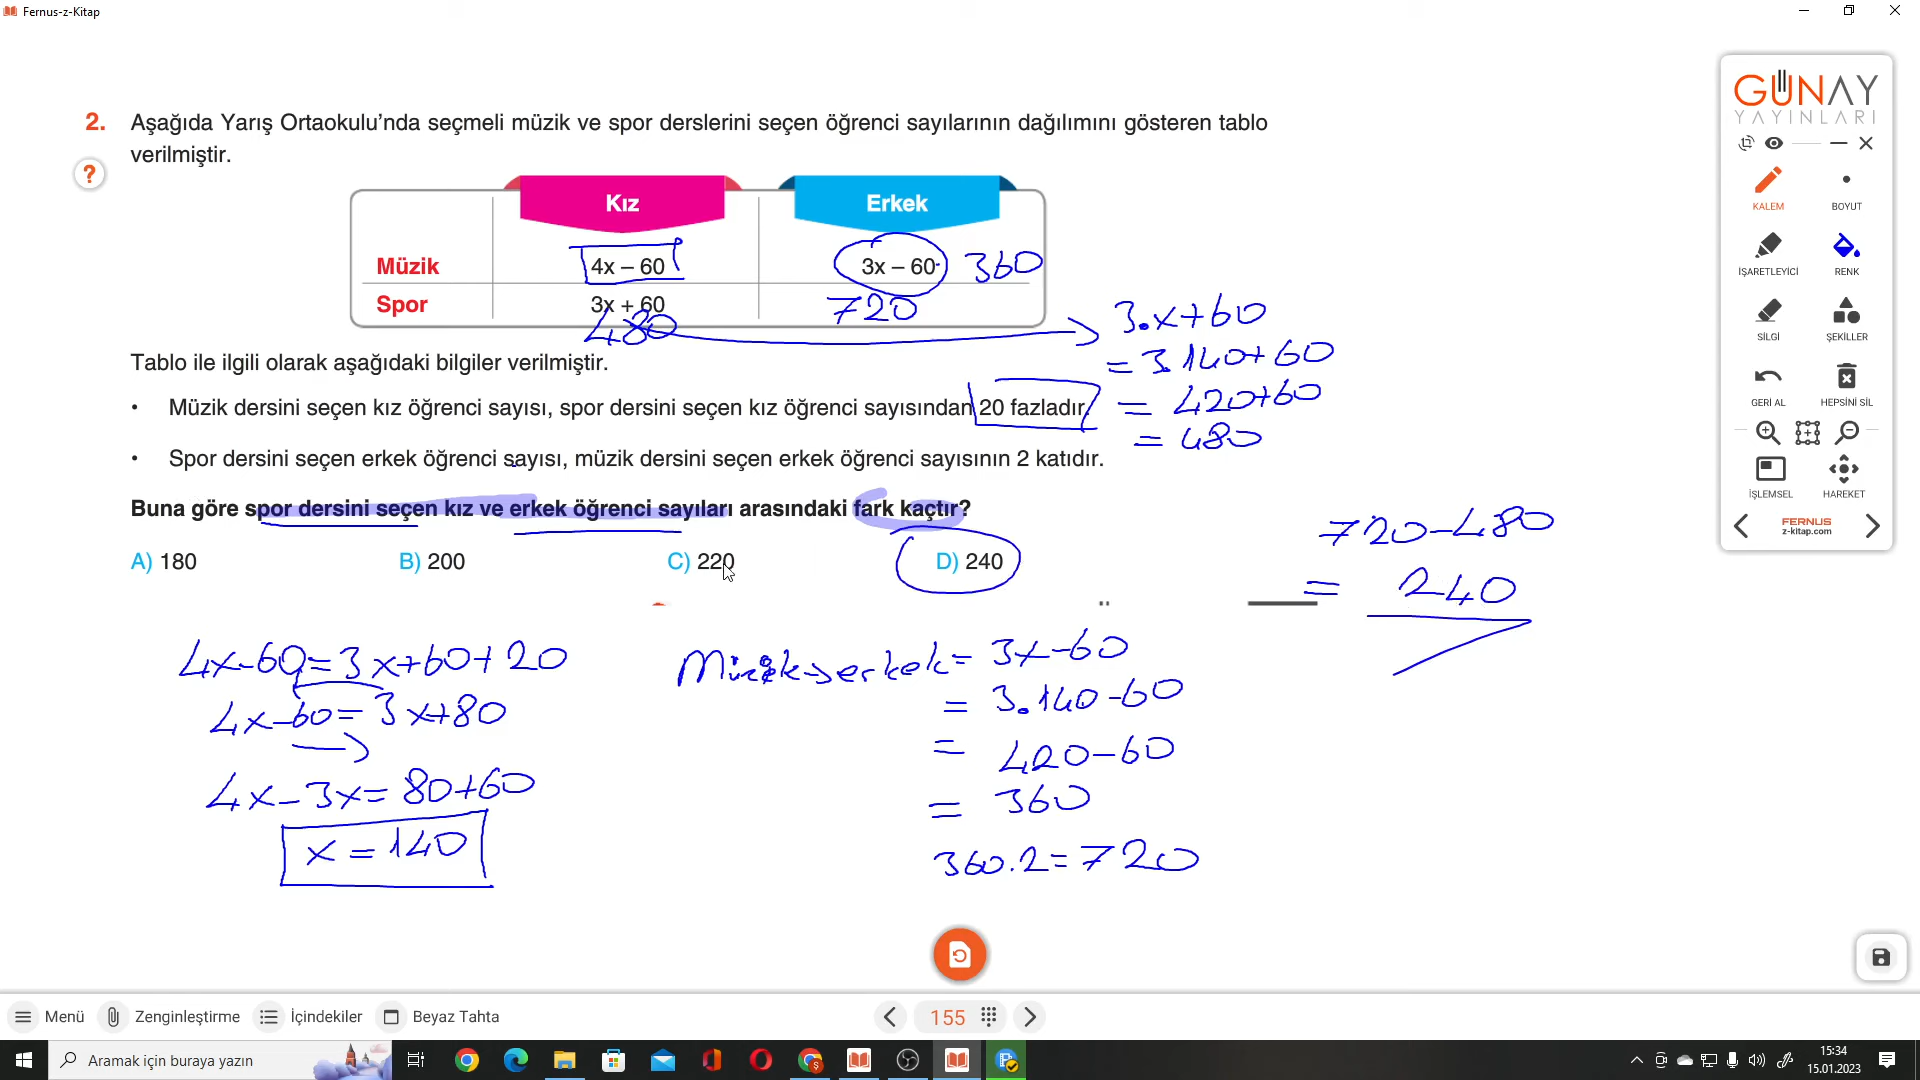 Fernus-z-Kitap
2. Aşağıda Yarış Ortaokulu'nda seçmeli müzik ve spor derslerini seçen öğrenci sayılarının dağılımını gösteren tablo
verilmiştir.
?
Kız Erkek
Müzik 4x – 60 3x – 60 360
Spor 3x + 60 720
480
3.x+60
= 3.140+60
= 420+60
= 480
Tablo ile ilgili olarak aşağıdaki bilgiler verilmiştir.
• Müzik dersini seçen kız öğrenci sayısı, spor dersini seçen kız öğrenci sayısından 20 fazladır.
• Spor dersini seçen erkek öğrenci sayısı, müzik dersini seçen erkek öğrenci sayısının 2 katıdır.
Buna göre spor dersini seçen kız ve erkek öğrenci sayıları arasındaki fark kaçtır?
A) 180 B) 200 C) 220 D) 240
720-480
= 240
4x-60=3x+60+20
4x-60=3x+80
4x-3x=80+60
x=140
Müzik→erkek= 3x-60
= 3.140-60
= 420-60
= 360
360.2=720
GÜNAY
YAYINLARI
KALEM BOYUT
İŞARETLEYİCİ RENK
SİLGİ ŞEKİLLER
GERİ AL HEPSİNİ SİL
İŞLEMSEL HAREKET
FERNUS
z-kitap.com
Menü Zenginleştirme İçindekiler Beyaz Tahta 155
Aramak için buraya yazın
15:34
15.01.2023